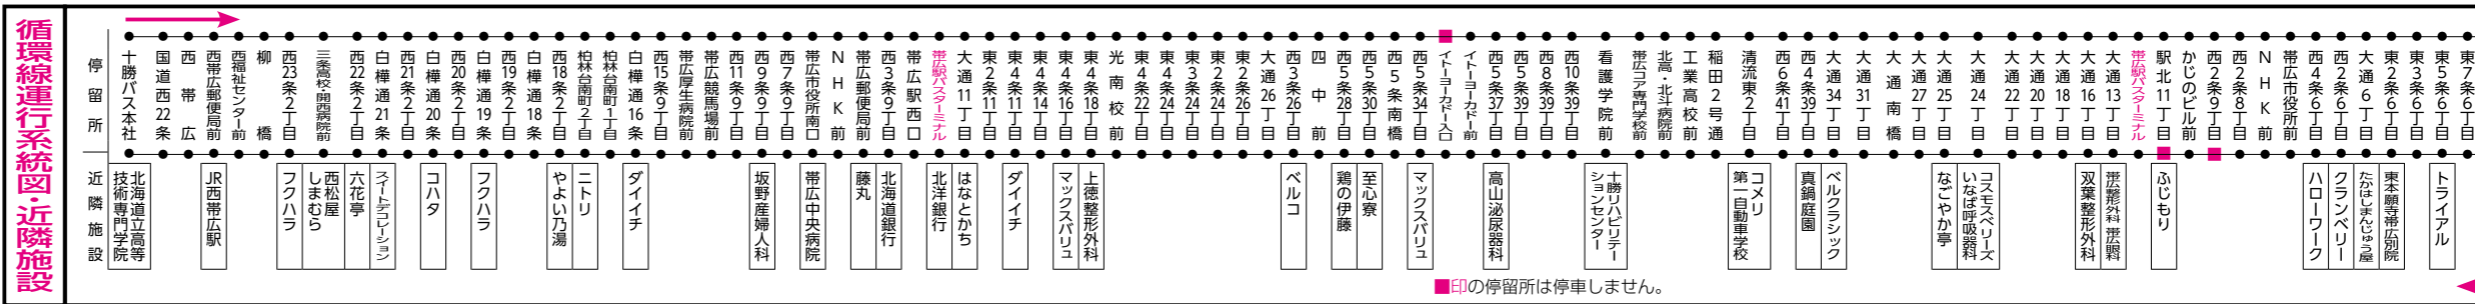 循環線運行系統図・近隣施設
停留所
十勝バス本社
国道西22条
西帯広
西帯広郵便局前
西福祉センター前
柳橋
西23条2丁目
三条高校・開西病院前
西22条2丁目
白樺通21条
西21条2丁目
白樺通20条
西20条2丁目
白樺通19条
西19条2丁目
白樺通18条
西18条2丁目
柏林台南町2丁目
柏林台南町1丁目
白樺通16条
西15条9丁目
帯広厚生病院前
帯広競馬場前
西11条9丁目
西9条9丁目
西7条9丁目
帯広市役所南口
NHK前
帯広郵便局前
西3条9丁目
帯広駅西口
帯広駅バスターミナル
大通11丁目
東2条11丁目
東4条11丁目
東4条14丁目
東4条16丁目
東4条18丁目
光南校前
東4条22丁目
東4条24丁目
東3条24丁目
東2条24丁目
東2条26丁目
大通26丁目
西3条26丁目
四中前
西5条28丁目
西5条30丁目
西5条南橋
西5条34丁目
イトーヨーカドー入口
イトーヨーカドー前
西5条37丁目
西5条39丁目
西8条39丁目
西10条39丁目
看護学院前
帯広コア専門学校前
北高・北斗病院前
工業高校前
稲田2号通
清流東2丁目
西6条41丁目
西4条39丁目
大通34丁目
大通31丁目
大通南橋
大通27丁目
大通25丁目
大通24丁目
大通22丁目
大通20丁目
大通18丁目
大通16丁目
大通13丁目
帯広駅バスターミナル
駅北11丁目
かじのビル前
西2条9丁目
西2条8丁目
NHK前
帯広市役所前
西4条6丁目
西2条6丁目
大通6丁目
東2条6丁目
東3条6丁目
東5条6丁目
東7条6丁目
近隣施設
北海道立高等
技術専門学院
JR西帯広駅
フクハラ
西松屋
しまむら
六花亭
スイートデコレーション
コハタ
フクハラ
やよい乃湯
ニトリ
ダイイチ
坂野産婦人科
帯広中央病院
藤丸
北海道銀行
北洋銀行
はなとかち
ダイイチ
マックスバリュ
上徳整形外科
ベルコ
鶏の伊藤
至心寮
マックスバリュ
高山泌尿器科
十勝リハビリテー
ションセンター
コメリ
第一自動車学校
真鍋庭園
ベルクラシック
なごやか亭
コスモスベリーズ
いなば呼吸器科
双葉整形外科
帯広整形外科 帯広眼科
ふじもり
ハローワーク
クランベリー
たかはしまんじゅう屋
東本願寺帯広別院
トライアル
■印の停留所は停車しません。